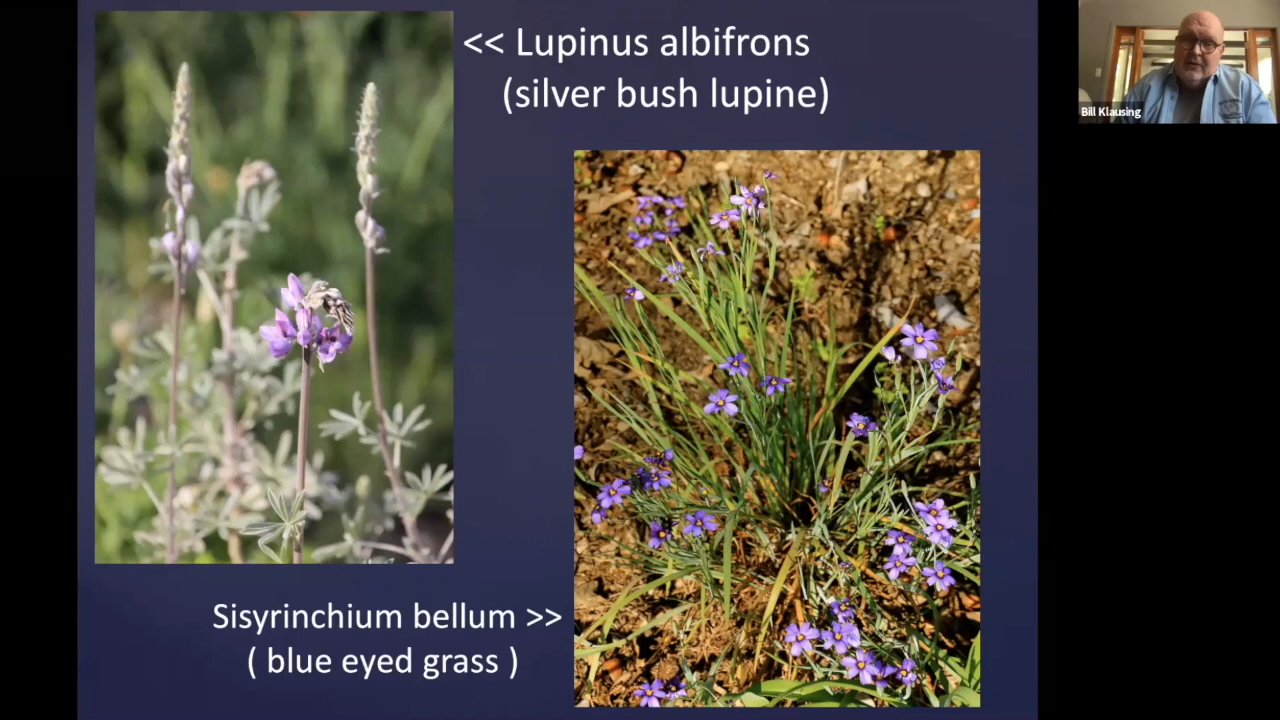 << Lupinus albifrons
(silver bush lupine)
Bill Klausing
Sisyrinchium bellum >>
( blue eyed grass )